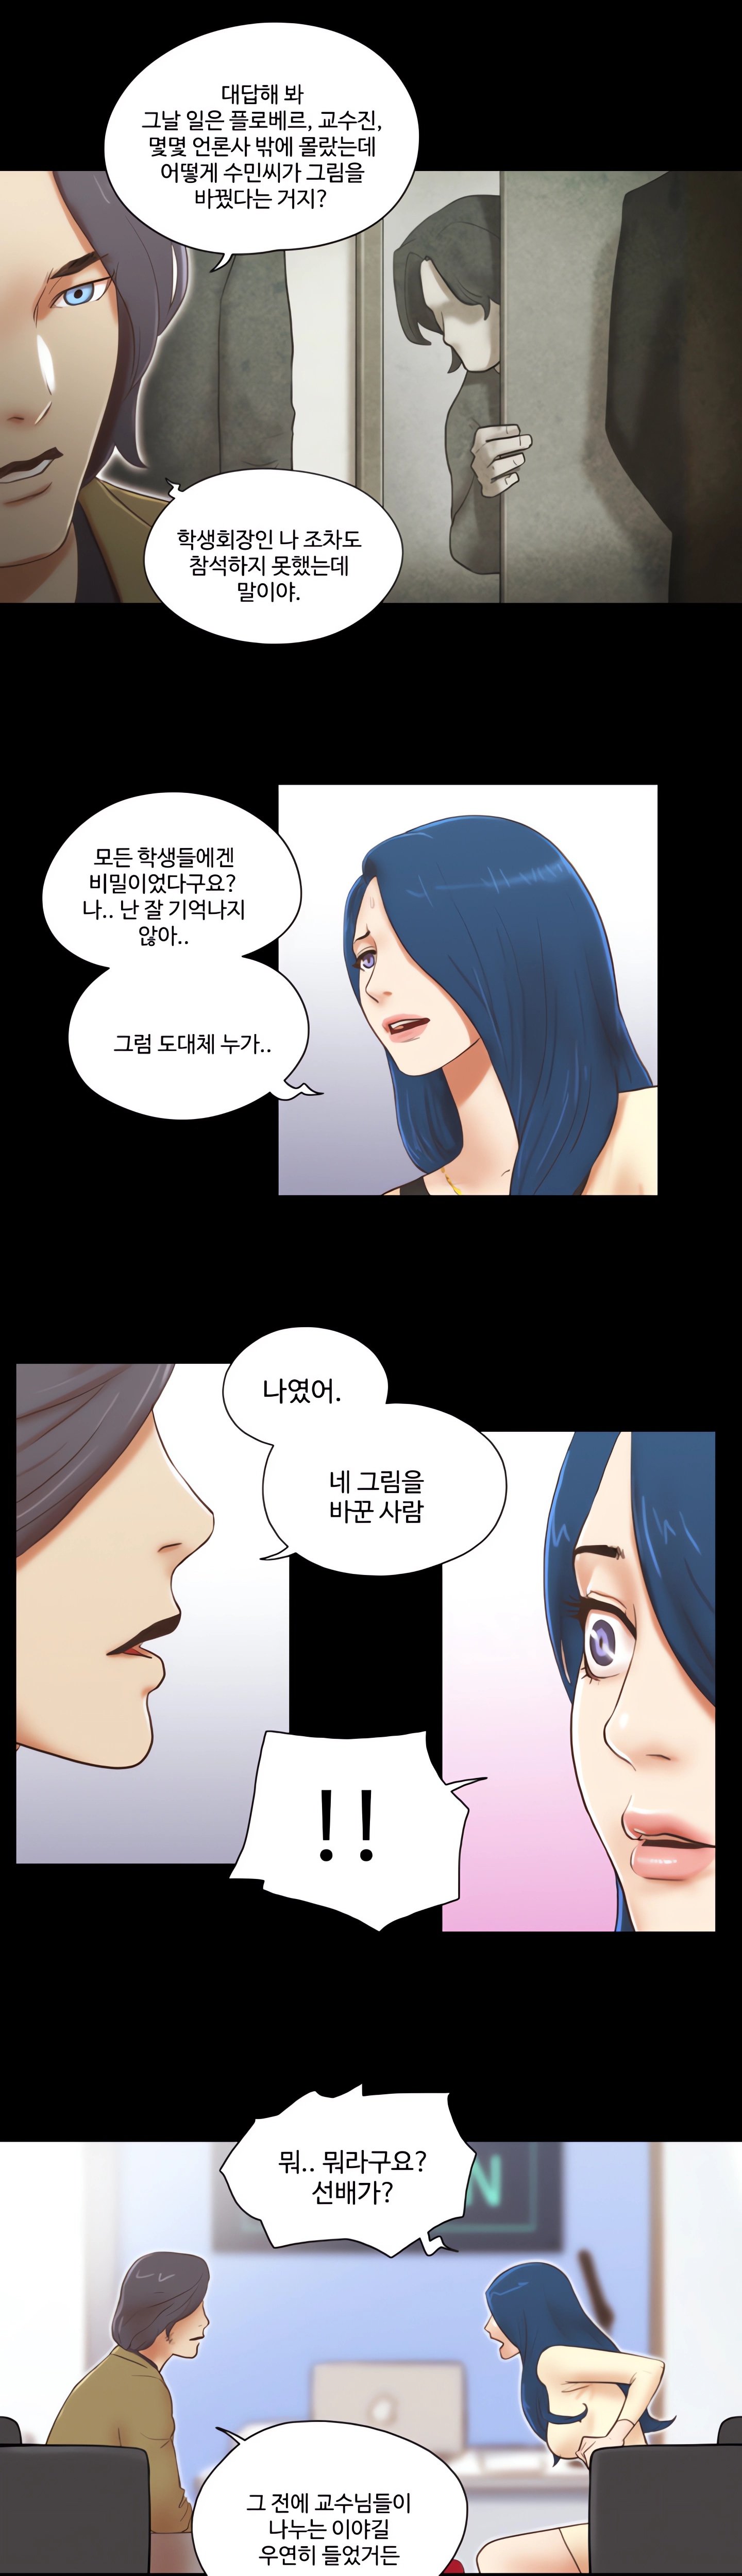 대답해 봐
그날 일은 플로베르, 교수진,
몇몇 언론사 밖에 몰랐는데
어떻게 수민씨가 그림을
바꿨다는 거지?
학생회장인 나 조차도
참석하지 못했는데
말이야.
모든 학생들에겐
비밀이었다구요?
나.. 난 잘 기억나지
않아..
그럼 도대체 누가..
나였어.
네 그림을
바꾼 사람
!!
뭐.. 뭐라구요?
선배가?
N
그 전에 교수님들이
나누는 이야길
우연히 들었거든